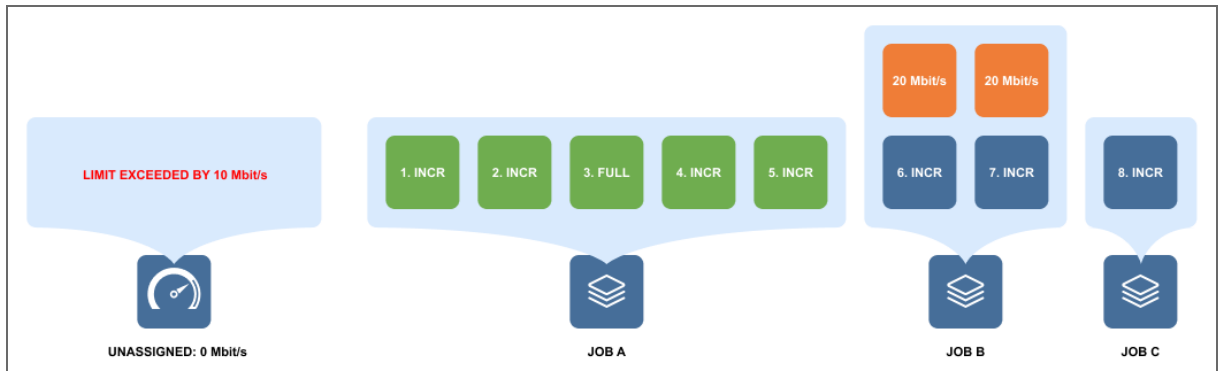 20 Mbit/s
20 Mbit/s
LIMIT EXCEEDED BY 10 Mbit/s
1. INCR
2. INCR
3. FULL
4. INCR
5. INCR
6. INCR
7. INCR
8. INCR
UNASSIGNED: 0 Mbit/s
JOB A
JOB B
JOB C